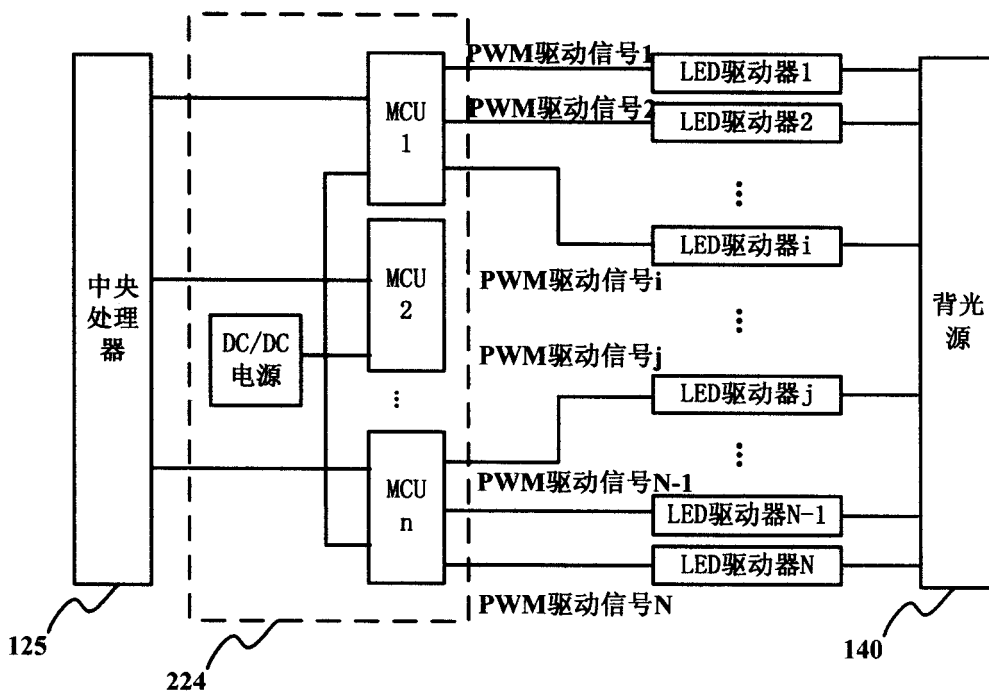 PWM驱动信号1
LED驱动器1
MCU
1
PWM驱动信号2
LED驱动器2
⋮
LED驱动器i
PWM驱动信号i
MCU
2
中央
处理
器
DC/DC
电源
⋮
背光
源
PWM驱动信号j
LED驱动器j
...
⋮
MCU
n
PWM驱动信号N-1
LED驱动器N-1
LED驱动器N
PWM驱动信号N
125
224
140